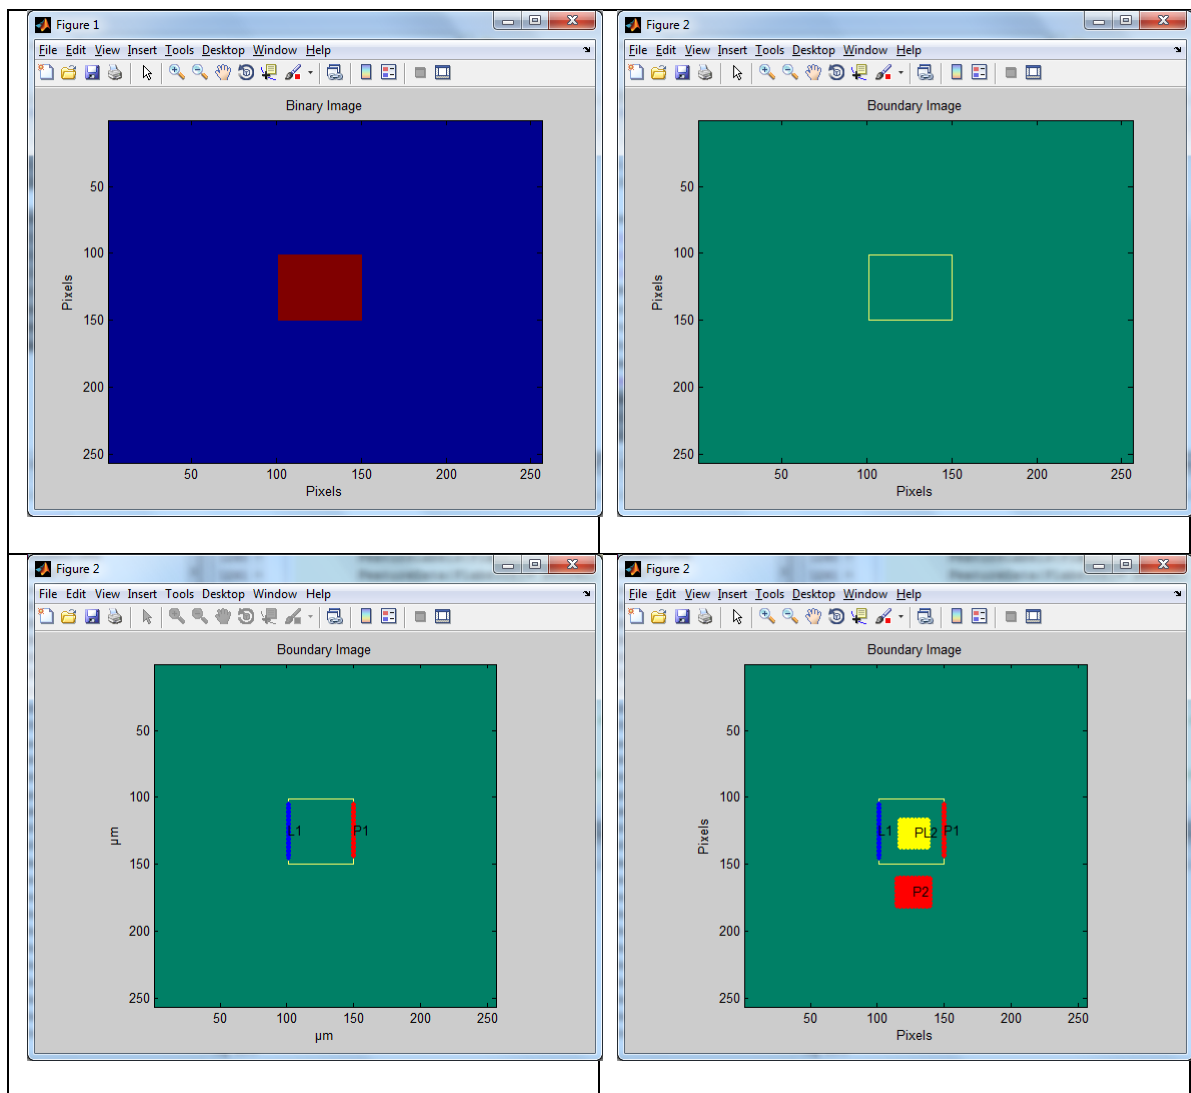 Figure 1
File Edit View Insert Tools Desktop Window Help
Binary Image
50
100
150
200
250
Pixels
50 100 150 200 250
Pixels
Figure 2
File Edit View Insert Tools Desktop Window Help
Boundary Image
50
100
150
200
250
Pixels
50 100 150 200 250
Pixels
Figure 2
File Edit View Insert Tools Desktop Window Help
Boundary Image
50
100
L1 P1
150
200
250
µm
50 100 150 200 250
µm
Figure 2
File Edit View Insert Tools Desktop Window Help
Boundary Image
50
100
L1 PL2 P1
150
P2
200
250
Pixels
50 100 150 200 250
Pixels